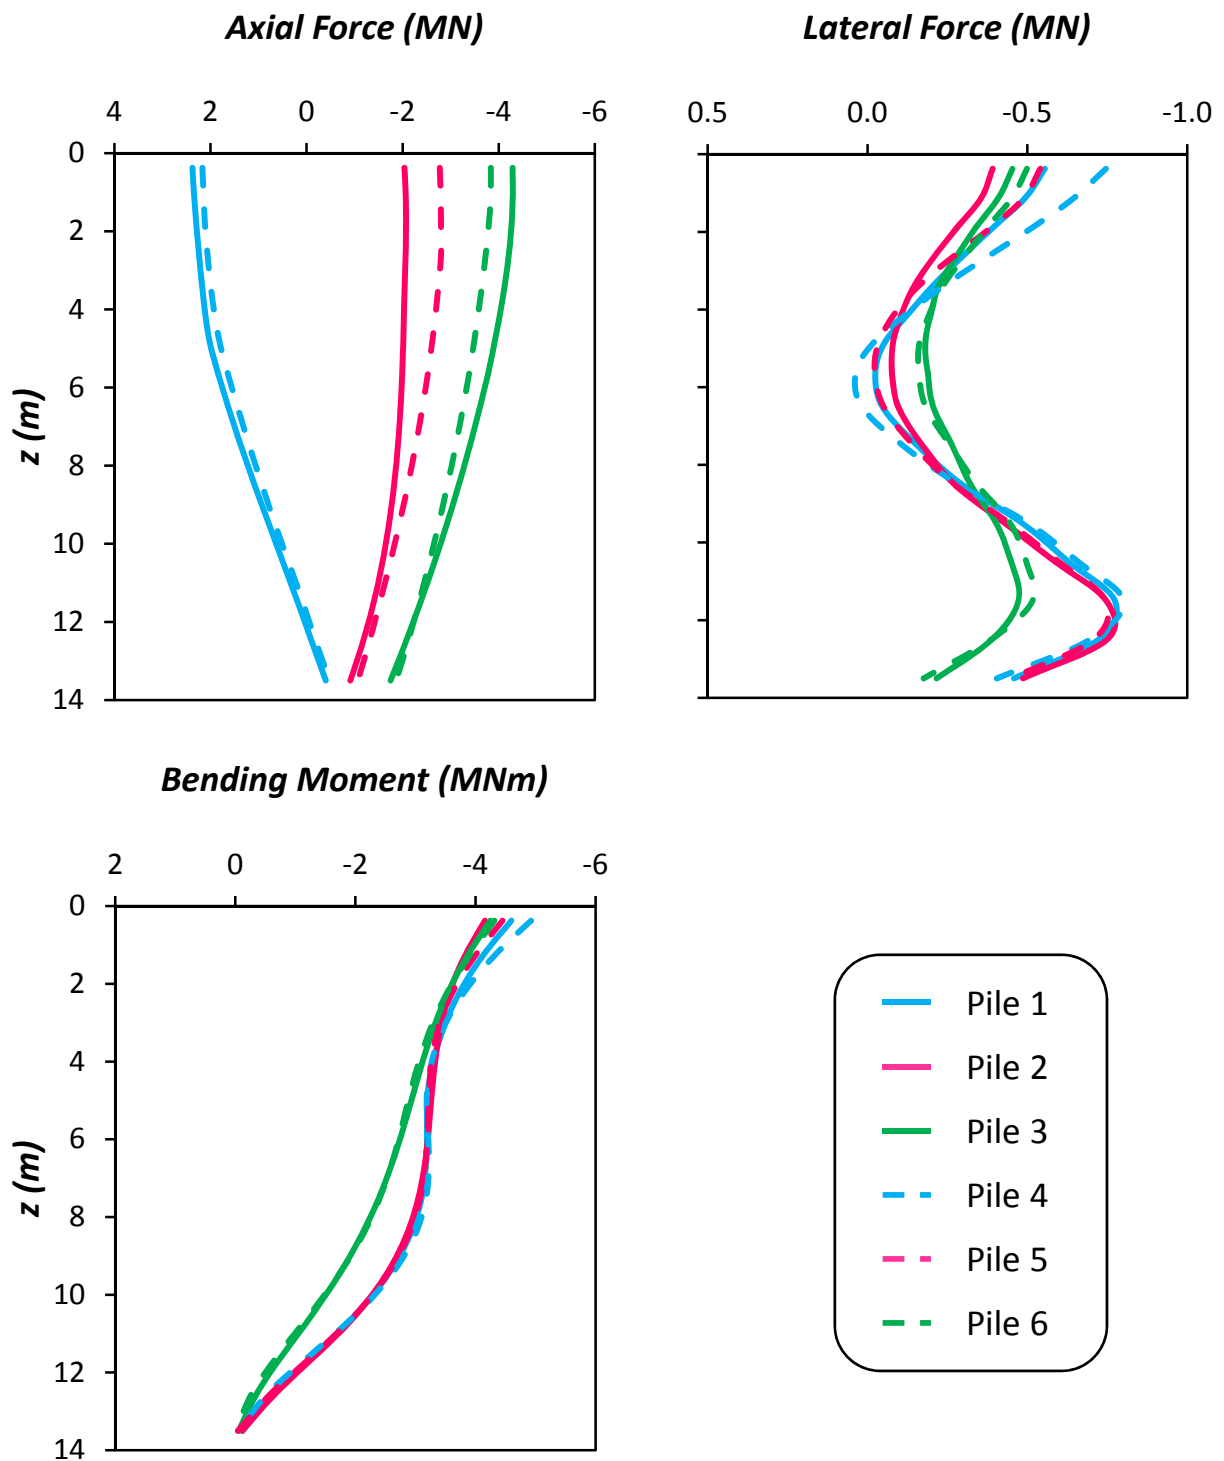 Axial Force (MN)
4 2 0 -2 -4 -6
0
2
4
6
8
10
12
14
z (m)
Lateral Force (MN)
0.5 0.0 -0.5 -1.0
Bending Moment (MNm)
2 0 -2 -4 -6
0
2
4
6
8
10
12
14
z (m)
Pile 1
Pile 2
Pile 3
Pile 4
Pile 5
Pile 6